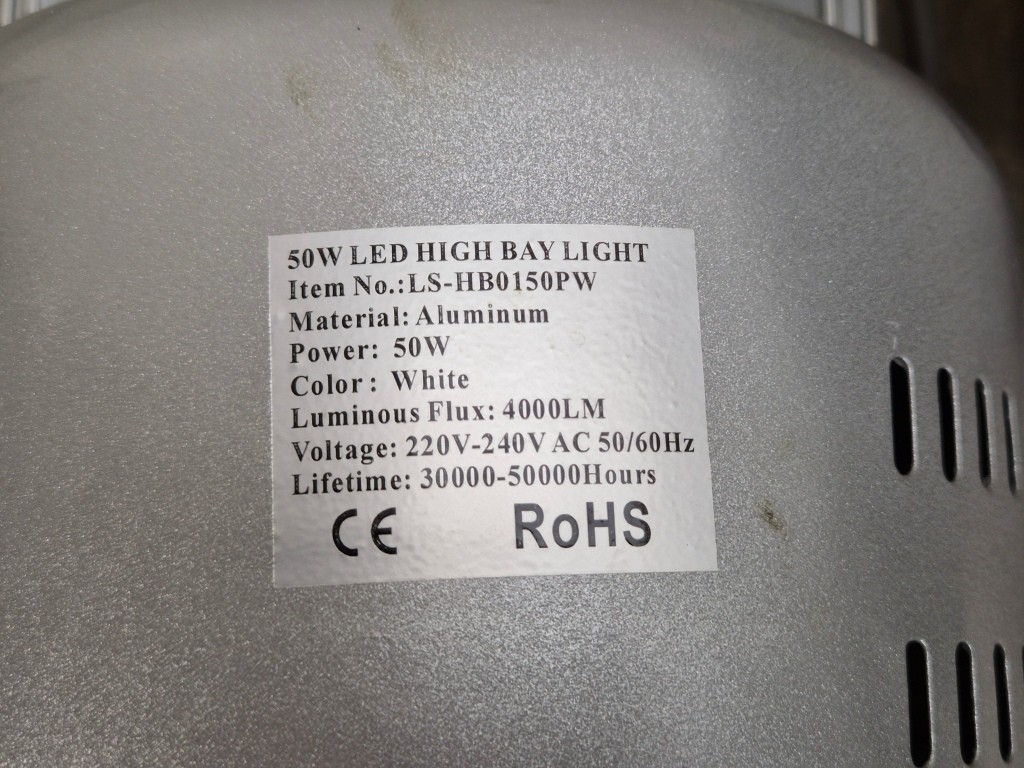 50W LED HIGH BAY LIGHT
Item No.:LS-HB0150PW
Material: Aluminum
Power: 50W
Color : White
Luminous Flux: 4000LM
Voltage: 220V-240V AC 50/60Hz
Lifetime: 30000-50000Hours
CE RoHS